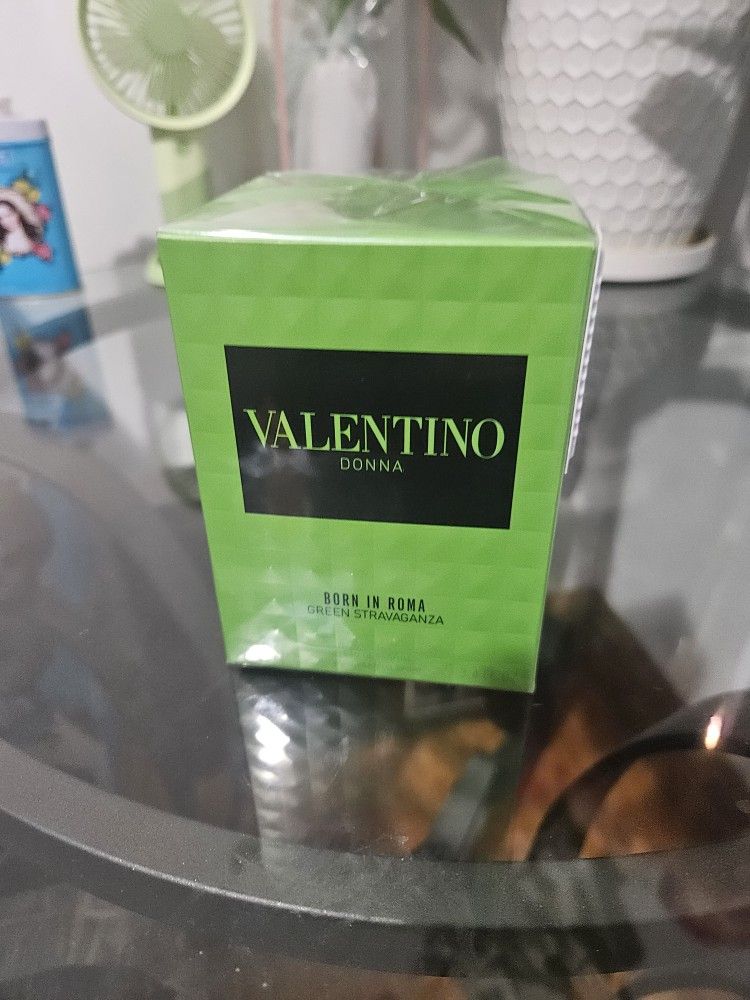 VALENTINO
DONNA
BORN IN ROMA
GREEN STRAVAGANZA